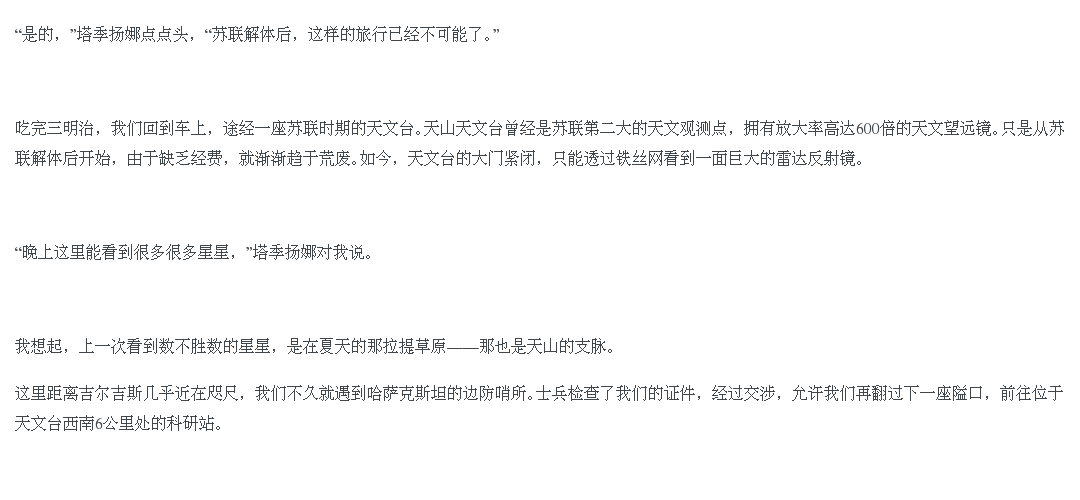 “是的，”塔季扬娜点点头，“苏联解体后，这样的旅行已经不可能了。”
吃完三明治，我们回到车上，途经一座苏联时期的天文台。天山天文台曾经是苏联第二大的天文观测点，拥有放大率高达600倍的天文望远镜。只是从苏
联解体后开始，由于缺乏经费，就渐渐趋于荒废。如今，天文台的大门紧闭，只能透过铁丝网看到一面巨大的雷达反射镜。
“晚上这里能看到很多很多星星，”塔季扬娜对我说。
我想起，上一次看到数不胜数的星星，是在夏天的那拉提草原——那也是天山的支脉。
这里距离吉尔吉斯几乎近在咫尺，我们不久就遇到哈萨克斯坦的边防哨所。士兵检查了我们的证件，经过交涉，允许我们再翻过下一座隘口，前往位于
天文台西南6公里处的科研站。